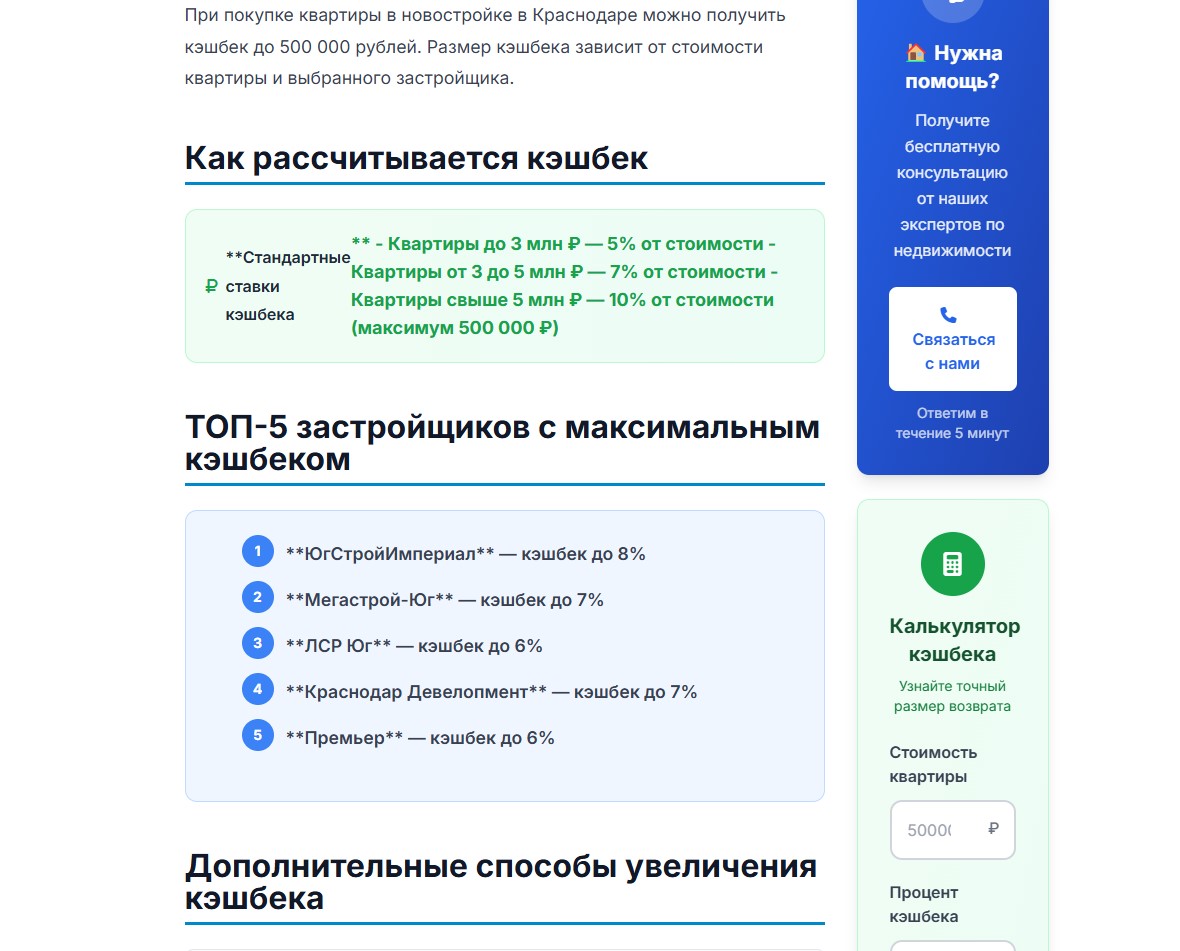 При покупке квартиры в новостройке в Краснодаре можно получить
кэшбек до 500 000 рублей. Размер кэшбека зависит от стоимости
квартиры и выбранного застройщика.
Как рассчитывается кэшбек
₽
**Стандартные
ставки
кэшбека
** - Квартиры до 3 млн ₽ — 5% от стоимости -
Квартиры от 3 до 5 млн ₽ — 7% от стоимости -
Квартиры свыше 5 млн ₽ — 10% от стоимости
(максимум 500 000 ₽)
ТОП-5 застройщиков с максимальным
кэшбеком
1 **ЮгСтройИмпериал** — кэшбек до 8%
2 **Мегастрой-Юг** — кэшбек до 7%
3 **ЛСР Юг** — кэшбек до 6%
4 **Краснодар Девелопмент** — кэшбек до 7%
5 **Премьер** — кэшбек до 6%
Дополнительные способы увеличения
кэшбека
Нужна
помощь?
Получите
бесплатную
консультацию
от наших
экспертов по
недвижимости
Связаться
с нами
Ответим в
течение 5 минут
Калькулятор
кэшбека
Узнайте точный
размер возврата
Стоимость
квартиры
5000 ₽
Процент
кэшбека